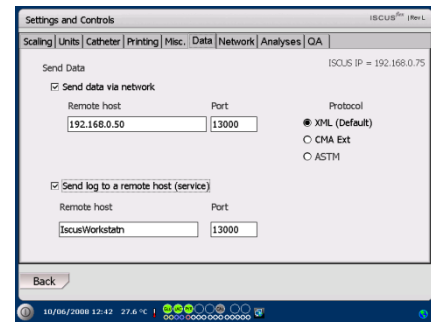 Settings and Controls
ISCUSflex |Rev L
Scaling Units Catheter Printing Misc. Data Network Analyses QA
Send Data
ISCUS IP = 192.168.0.75
Send data via network
Remote host Port Protocol
192.168.0.50 13000 XML (Default)
CMA Ext
ASTM
Send log to a remote host (service)
Remote host Port
IscusWorkstatn 13000
Back
10/06/2008 12:42 27.6 °C